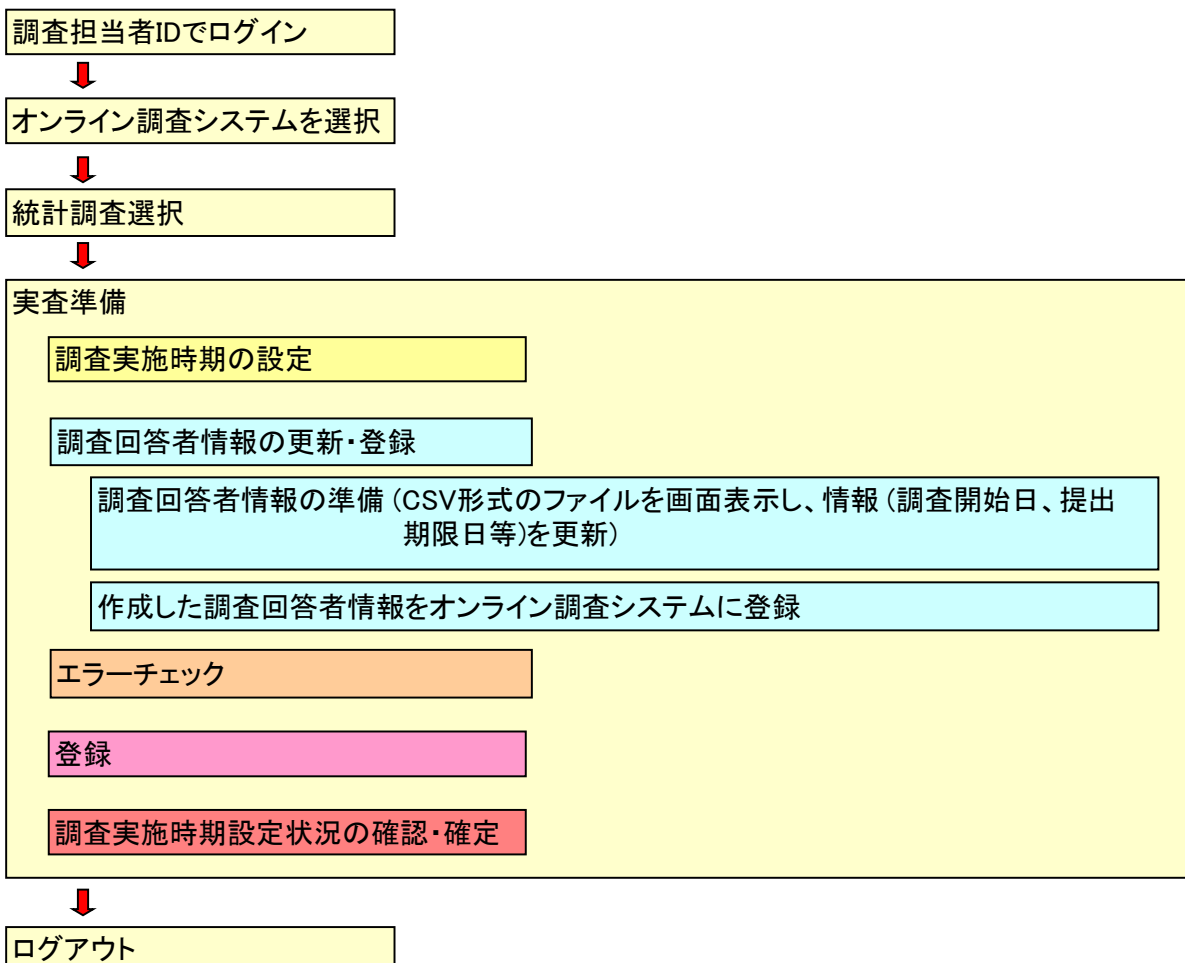 調査担当者IDでログイン
オンライン調査システムを選択
統計調査選択
実査準備
調査実施時期の設定
調査回答者情報の更新・登録
調査回答者情報の準備(CSV形式のファイルを画面表示し、情報(調査開始日、提出
期限日等)を更新)
作成した調査回答者情報をオンライン調査システムに登録
エラーチェック
登録
調査実施時期設定状況の確認・確定
ログアウト